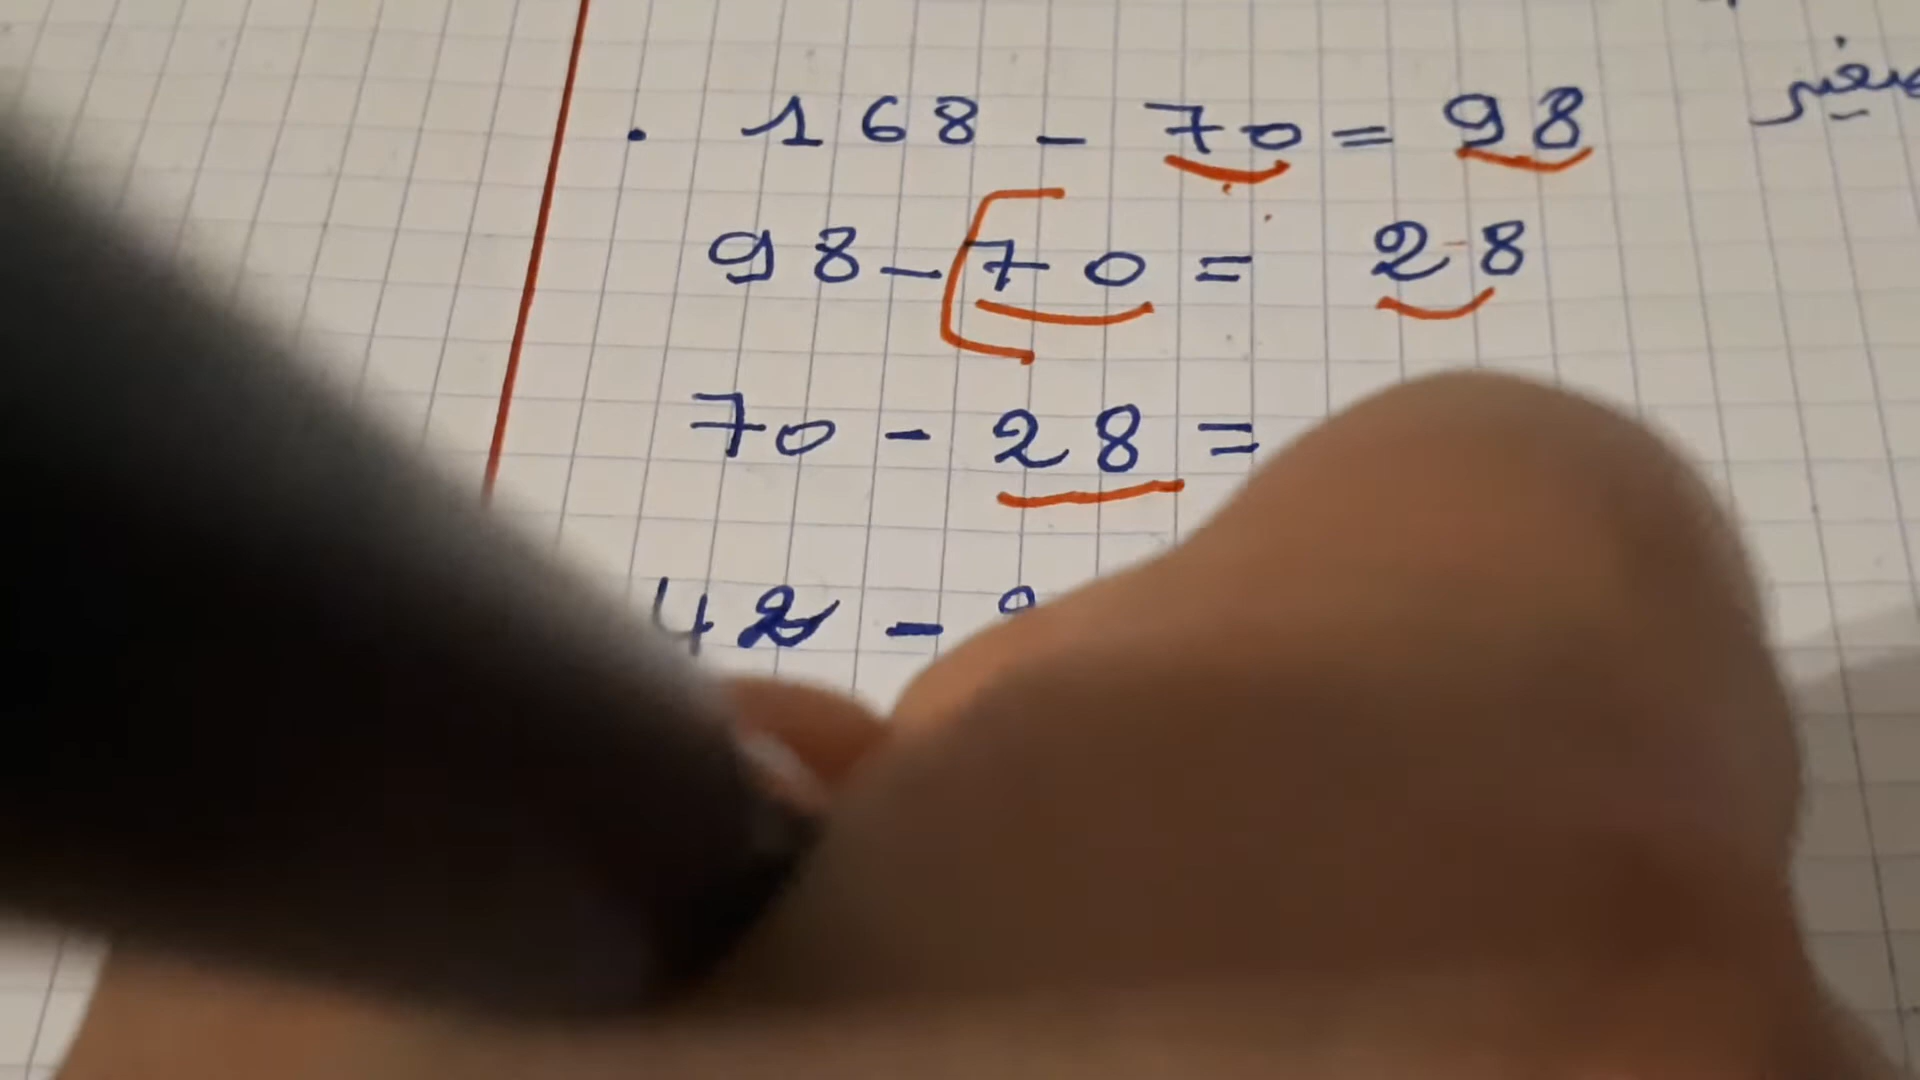 صغير
. 168 - 70 = 98
98 - 70 = 28
70 - 28 =
42 -